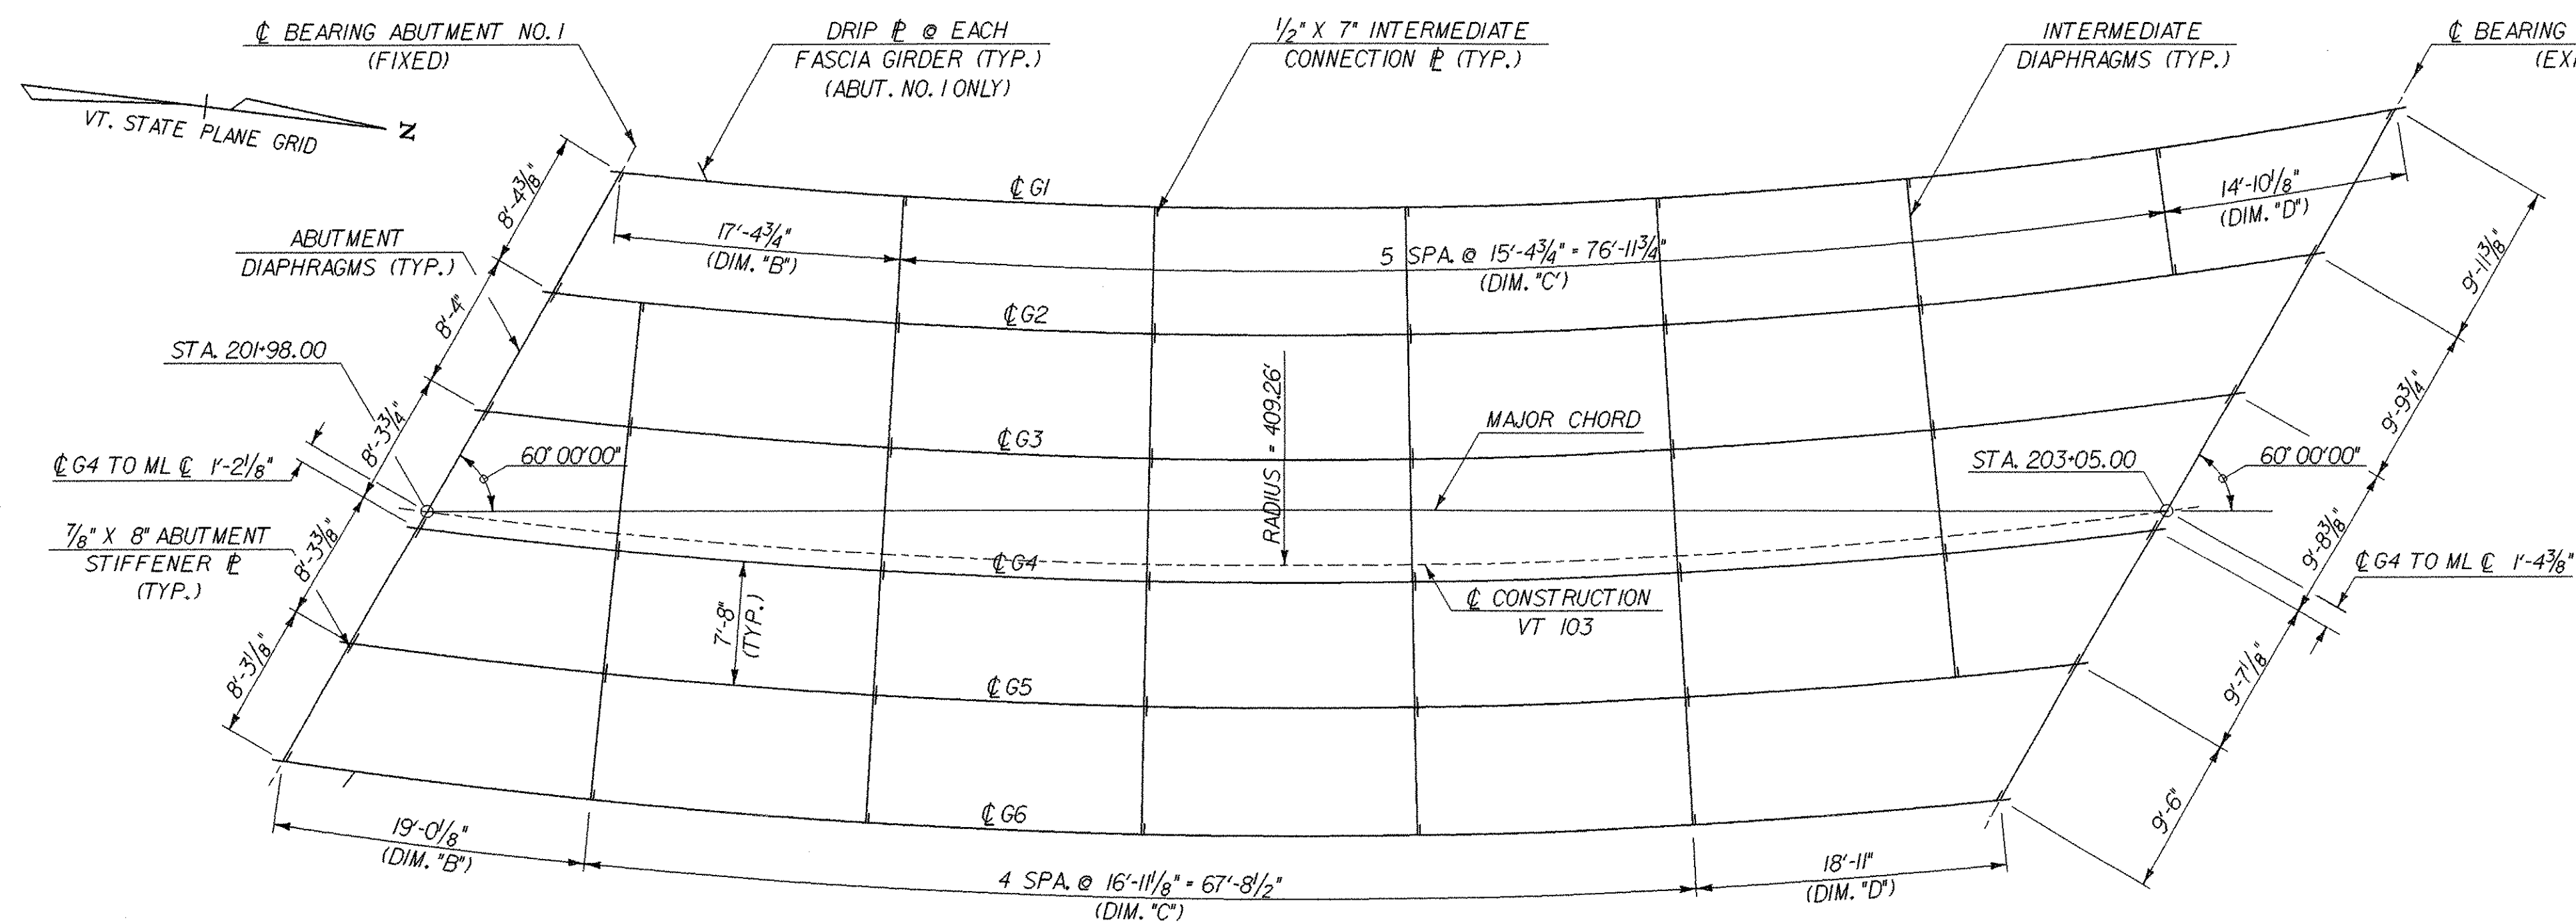 ℄ BEARING ABUTMENT NO. 1
(FIXED)
DRIP ⅊ @ EACH
FASCIA GIRDER (TYP.)
(ABUT. NO. 1 ONLY)
1/2" X 7" INTERMEDIATE
CONNECTION ⅊ (TYP.)
INTERMEDIATE
DIAPHRAGMS (TYP.)
℄ BEARING
VT. STATE PLANE GRID
N
8'-4 3/8"
℄ G1
14'-10 1/8"
(DIM. "D")
ABUTMENT
DIAPHRAGMS (TYP.)
17'-4 3/4"
(DIM. "B")
5 SPA. @ 15'-4 3/4" = 76'-11 3/4"
(DIM. "C")
9'-11 3/8"
8'-4"
℄ G2
STA. 201+98.00
8'-3 3/4"
RADIUS = 409.26'
MAJOR CHORD
9'-9 3/4"
℄ G3
℄ G4 TO ML ℄ 1'-2 1/8"
60° 00' 00"
STA. 203+05.00
60° 00' 00"
7/8" X 8" ABUTMENT
STIFFENER ⅊
(TYP.)
8'-3 3/8"
℄ G4
9'-8 3/8"
℄ G4 TO ML ℄ 1'-4 3/8"
7'-8"
(TYP.)
℄ CONSTRUCTION
VT 103
8'-3 1/8"
℄ G5
9'-7 1/8"
℄ G6
9'-6"
19'-0 1/8"
(DIM. "B")
4 SPA. @ 16'-11 1/8" = 67'-8 1/2"
(DIM. "C")
18'-11"
(DIM. "D")